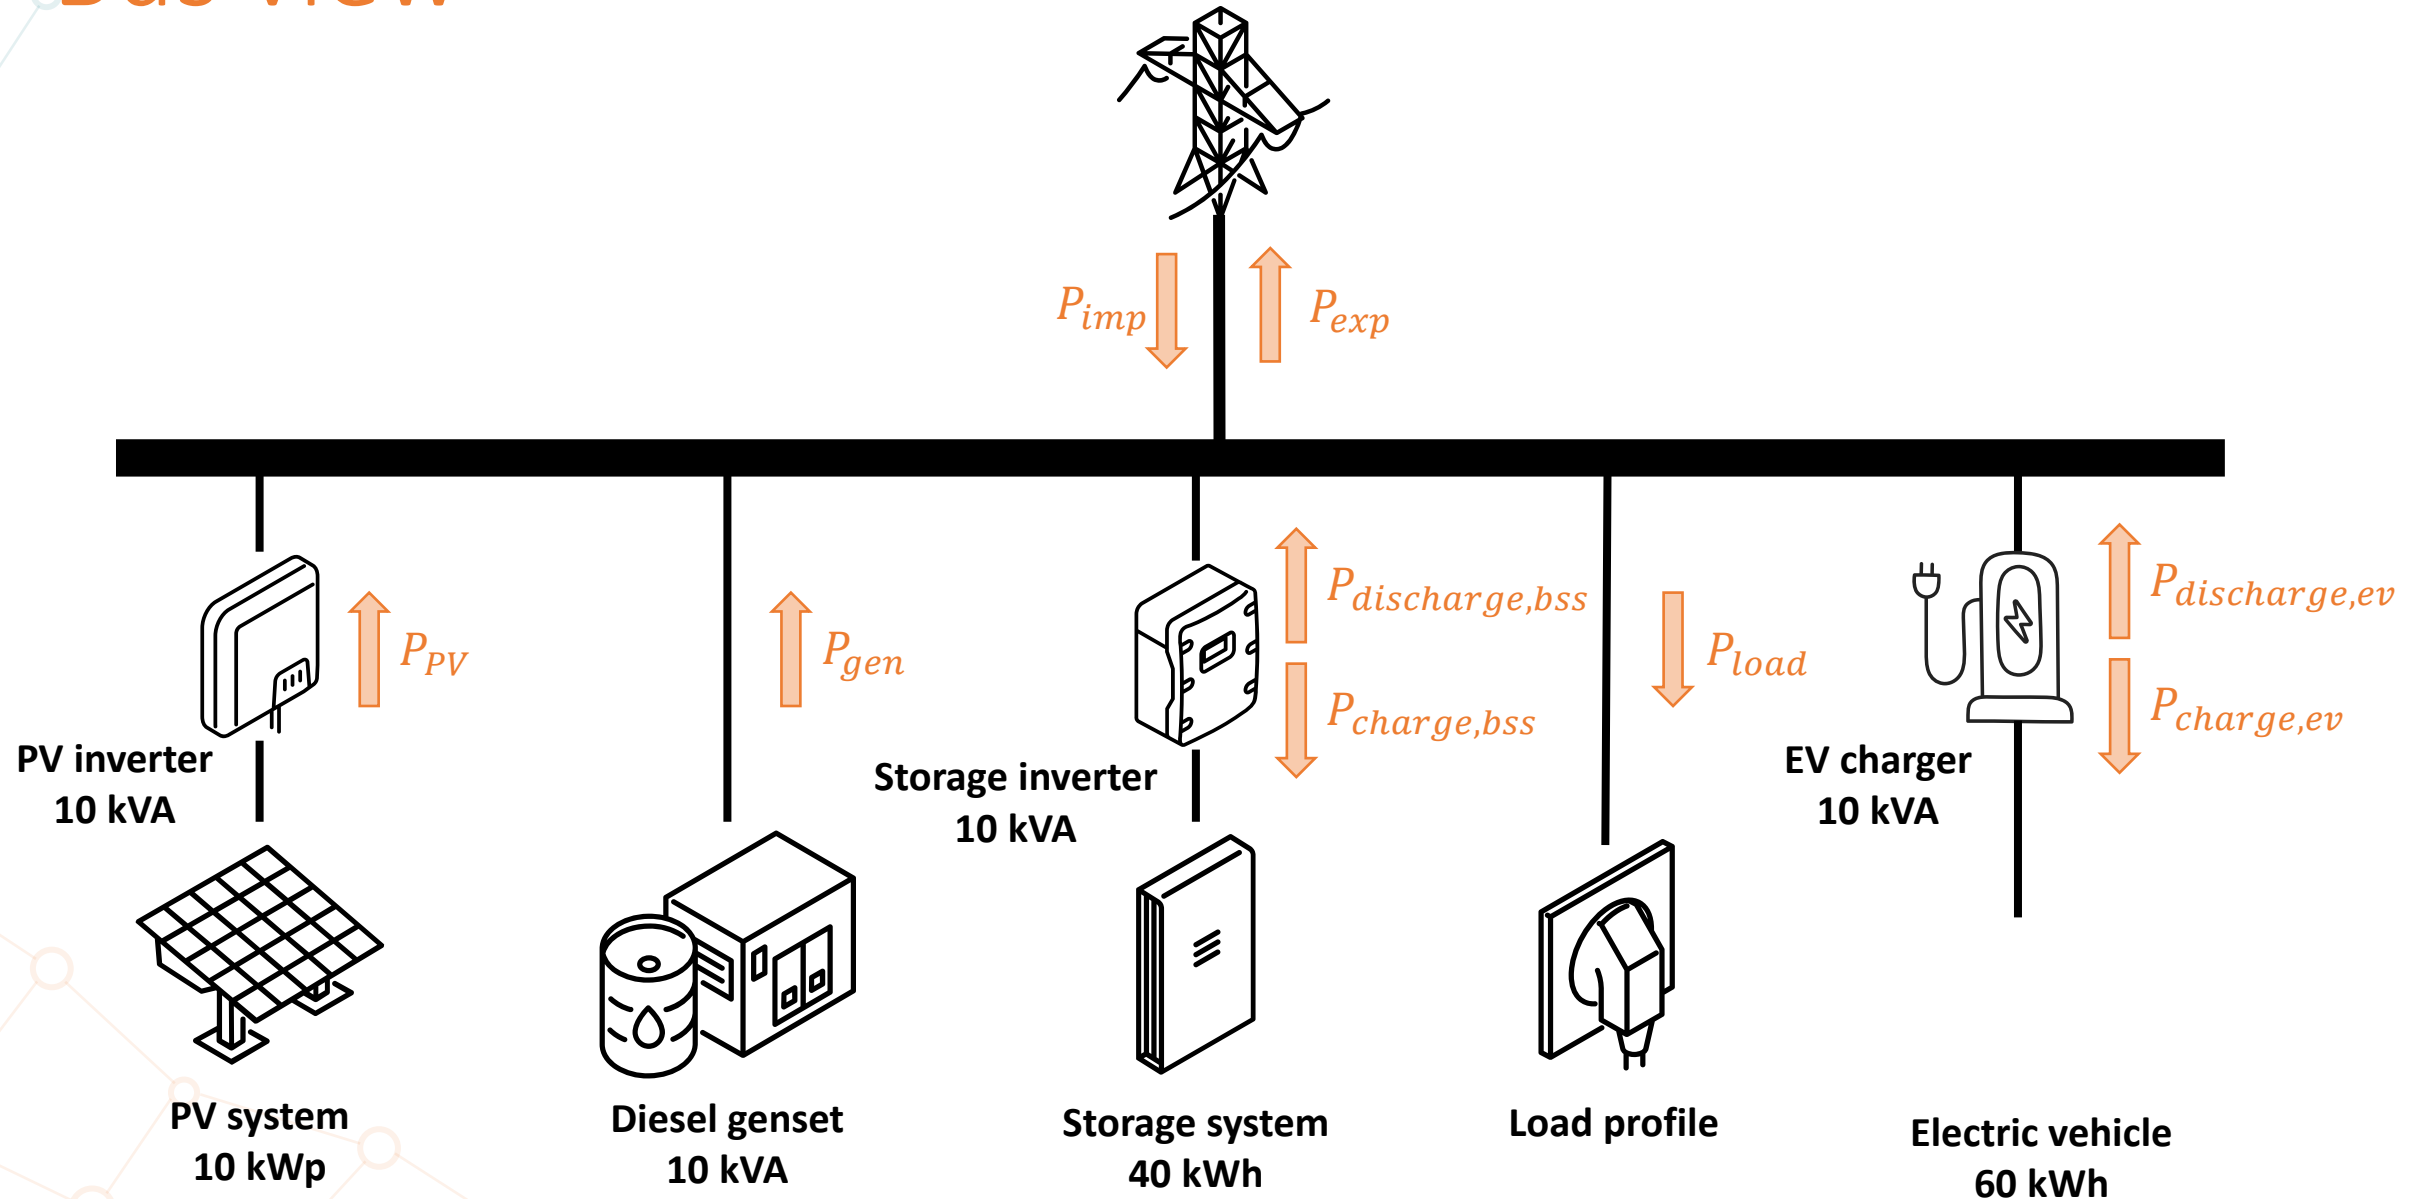 Bus view
P_imp
P_exp
P_PV
P_gen
P_discharge,bss
P_charge,bss
P_load
P_discharge,ev
P_charge,ev
PV inverter
10 kVA
Storage inverter
10 kVA
EV charger
10 kVA
PV system
10 kWp
Diesel genset
10 kVA
Storage system
40 kWh
Load profile
Electric vehicle
60 kWh